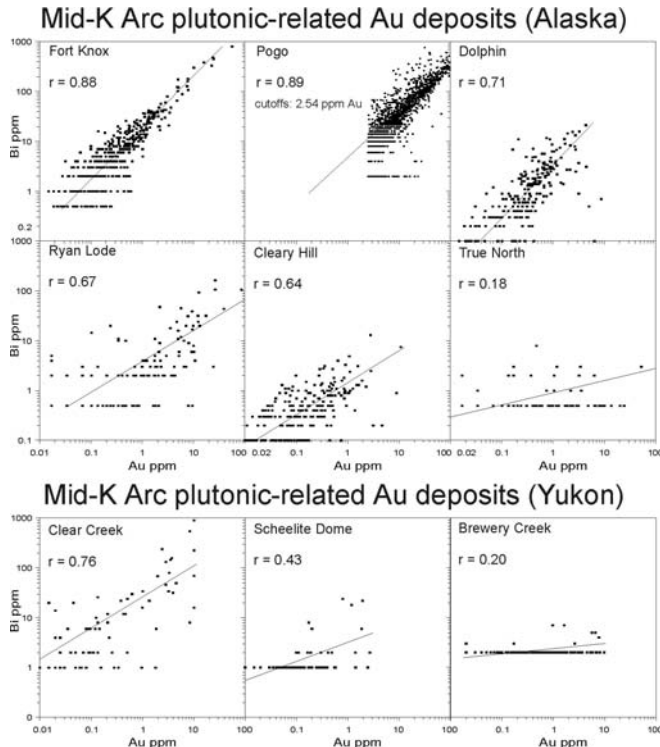 Mid-K Arc plutonic-related Au deposits (Alaska)
Fort Knox
r = 0.88
Pogo
r = 0.89
cutoffs: 2.54 ppm Au
Dolphin
r = 0.71
Bi ppm
1000
100
10
1
0.2
Ryan Lode
r = 0.67
Cleary Hill
r = 0.64
True North
r = 0.18
Bi ppm
1000
100
10
1
0.1
0.01 0.1 1 10 100 0.02 0.1 1 10 100 0.02 0.1 1 10 100
Au ppm Au ppm Au ppm
Mid-K Arc plutonic-related Au deposits (Yukon)
Clear Creek
r = 0.76
Scheelite Dome
r = 0.43
Brewery Creek
r = 0.20
Bi ppm
1000
100
10
1
0
0.01 0.1 1 10 100 0.02 0.1 1 10 100 0.02 0.1 1 10 100
Au ppm Au ppm Au ppm